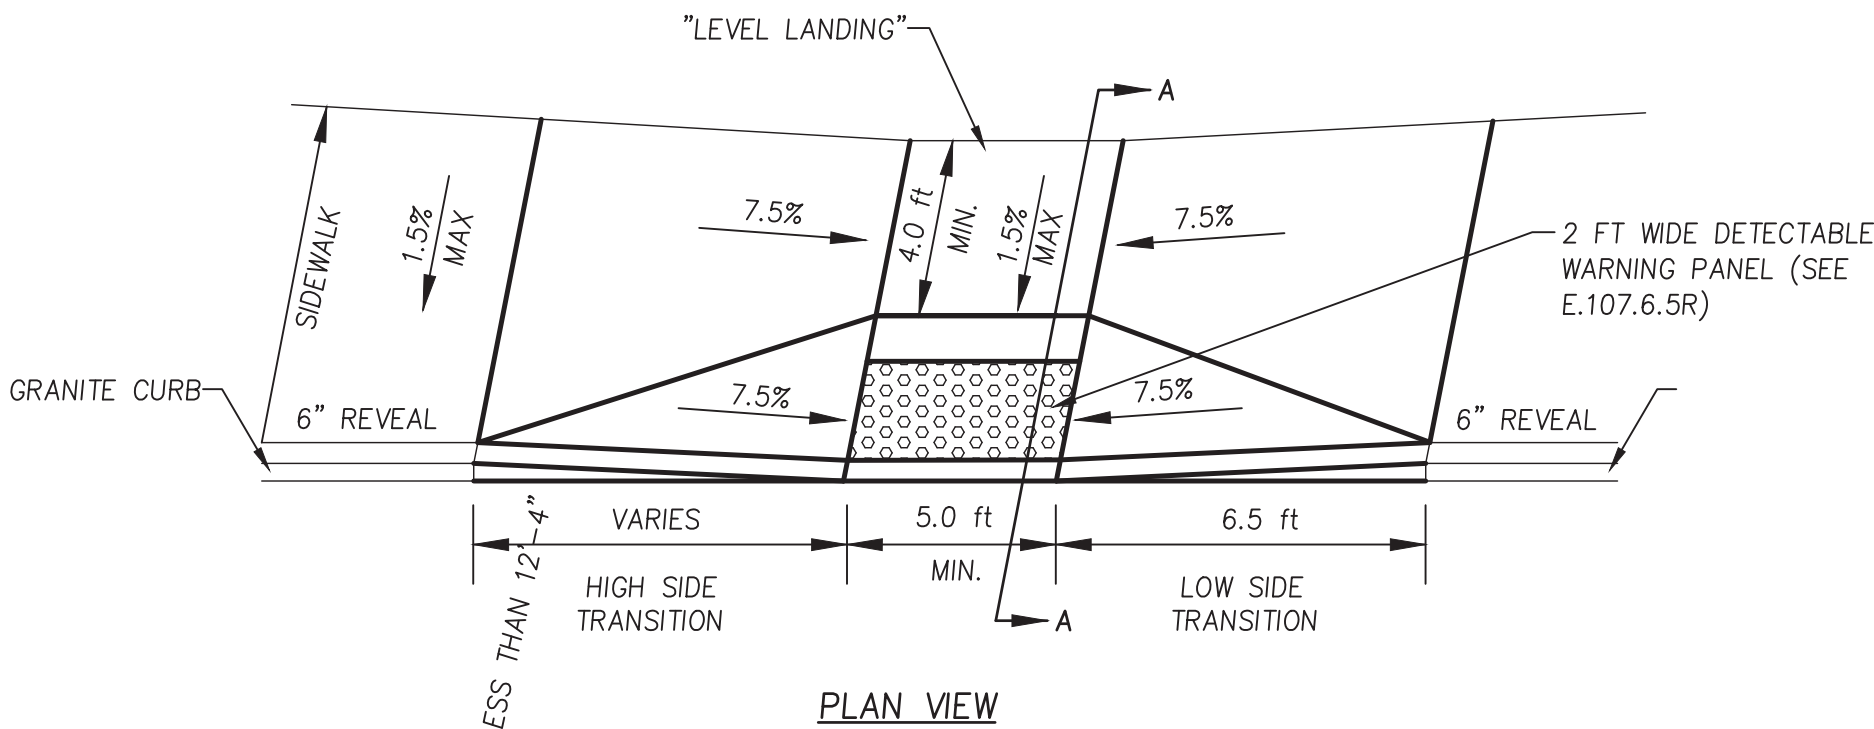 "LEVEL LANDING"
A
SIDEWALK
1.5%
MAX
7.5%
4.0 ft
MIN.
1.5%
MAX
7.5%
2 FT WIDE DETECTABLE
WARNING PANEL (SEE
E.107.6.5R)
GRANITE CURB
6" REVEAL
7.5%
7.5%
6" REVEAL
VARIES
5.0 ft
MIN.
6.5 ft
HIGH SIDE
TRANSITION
LOW SIDE
TRANSITION
ESS THAN 12'-4"
A
PLAN VIEW